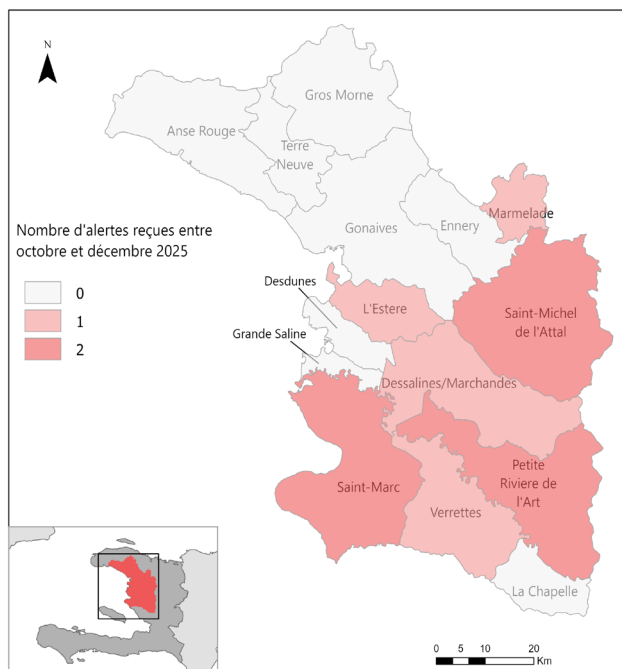 N
Gros Morne
Anse Rouge
Terre
Neuve
Marmelade
Gonaives
Ennery
Nombre d'alertes reçues entre
octobre et décembre 2025
0
1
2
Desdunes
L'Estere
Saint-Michel
de l'Attal
Grande Saline
Dessalines/Marchandes
Petite
Riviere de
l'Art
Saint-Marc
Verrettes
La Chapelle
0 5 10 20
Km